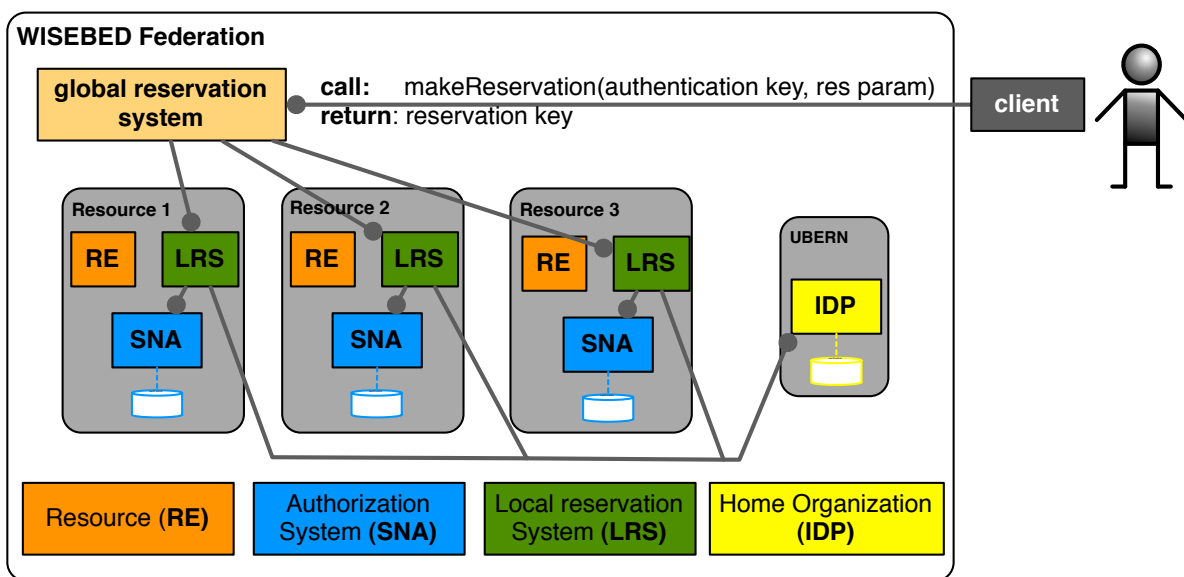 WISEBED Federation
global reservation
system
call: makeReservation(authentication key, res param)
return: reservation key
client
Resource 1
RE
LRS
SNA
Resource 2
RE
LRS
SNA
Resource 3
RE
LRS
SNA
UBERN
IDP
Resource (RE)
Authorization
System (SNA)
Local reservation
System (LRS)
Home Organization
(IDP)